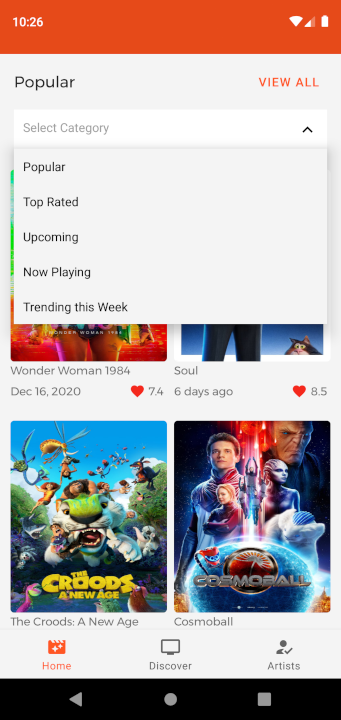 10:26
Popular
VIEW ALL
Select Category
Popular
Top Rated
Upcoming
Now Playing
Trending this Week
WONDER WOMAN 1984
Wonder Woman 1984
Soul
Dec 16, 2020
7.4
6 days ago
8.5
THE
CROODS
A NEW AGE
COSMOBALL
The Croods: A New Age
Cosmoball
Home
Discover
Artists